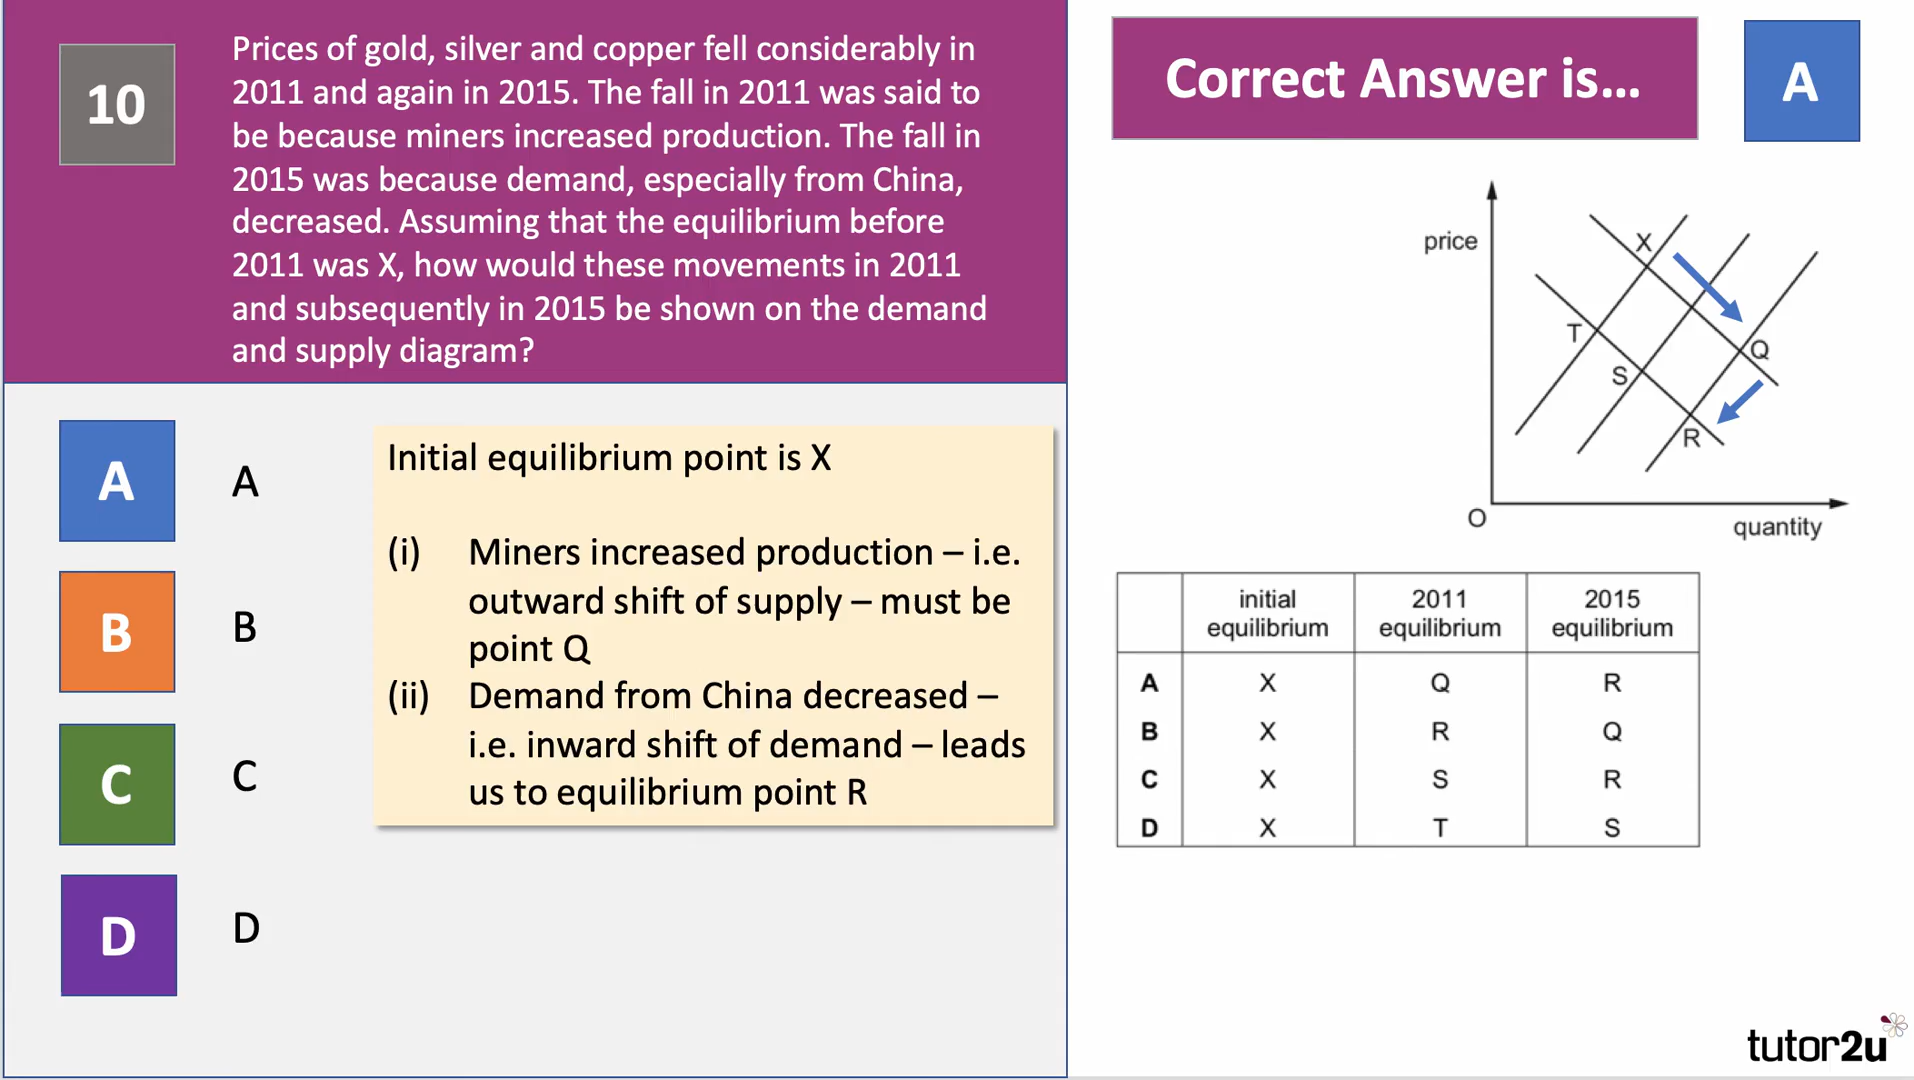 10
Prices of gold, silver and copper fell considerably in
2011 and again in 2015. The fall in 2011 was said to
be because miners increased production. The fall in
2015 was because demand, especially from China,
decreased. Assuming that the equilibrium before
2011 was X, how would these movements in 2011
and subsequently in 2015 be shown on the demand
and supply diagram?
A A
B B
C C
D D
Initial equilibrium point is X
(i) Miners increased production – i.e.
outward shift of supply – must be
point Q
(ii) Demand from China decreased –
i.e. inward shift of demand – leads
us to equilibrium point R
Correct Answer is...
A
price
X
T
Q
S
R
O
quantity
initial equilibrium 2011 equilibrium 2015 equilibrium
A X Q R
B X R Q
C X S R
D X T S
tutor2u